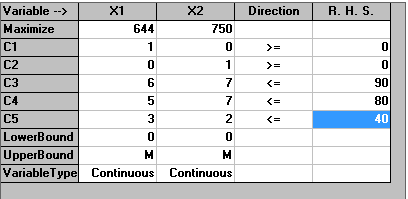 Variable --> X1 X2 Direction R. H. S.
Maximize 644 750
C1 1 0 >= 0
C2 0 1 >= 0
C3 6 7 <= 90
C4 5 7 <= 80
C5 3 2 <= 40
LowerBound 0 0
UpperBound M M
VariableType Continuous Continuous